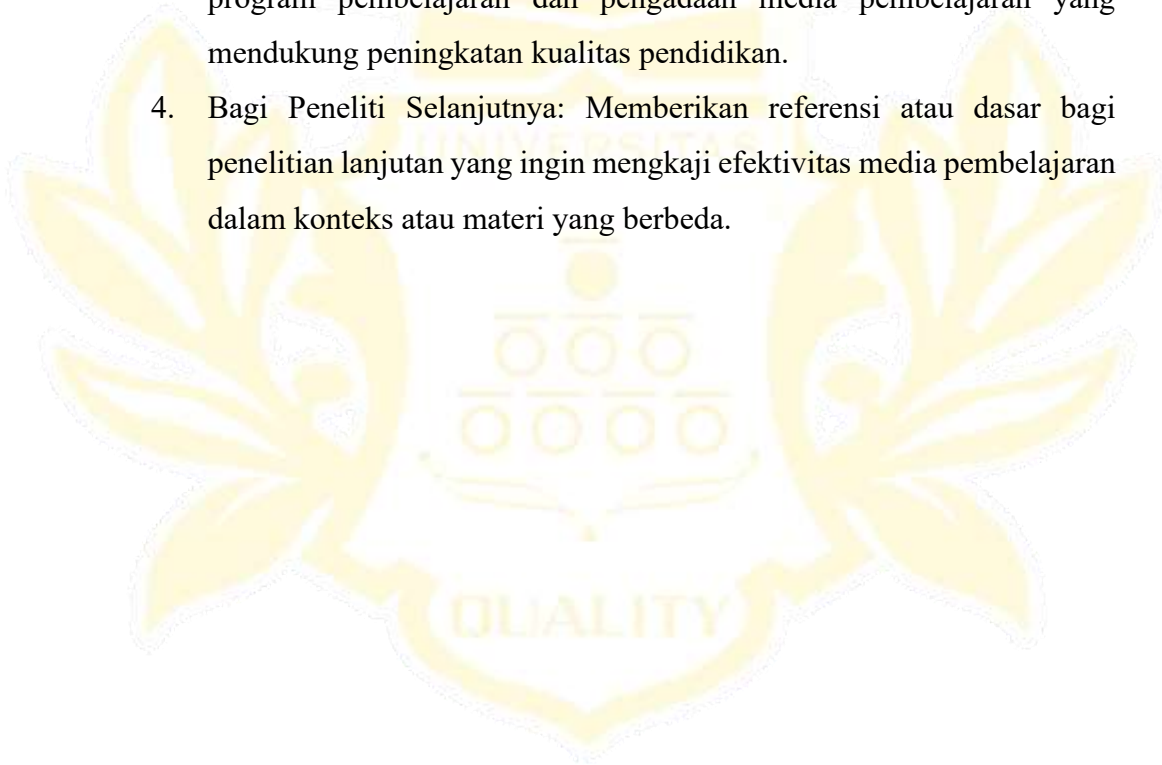 program pembelajaran dan pengadaan media pembelajaran yang
mendukung peningkatan kualitas pendidikan.
4. Bagi Peneliti Selanjutnya: Memberikan referensi atau dasar bagi
UNIVERSITAS
penelitian lanjutan yang ingin mengkaji efektivitas media pembelajaran
dalam konteks atau materi yang berbeda.
QUALITY